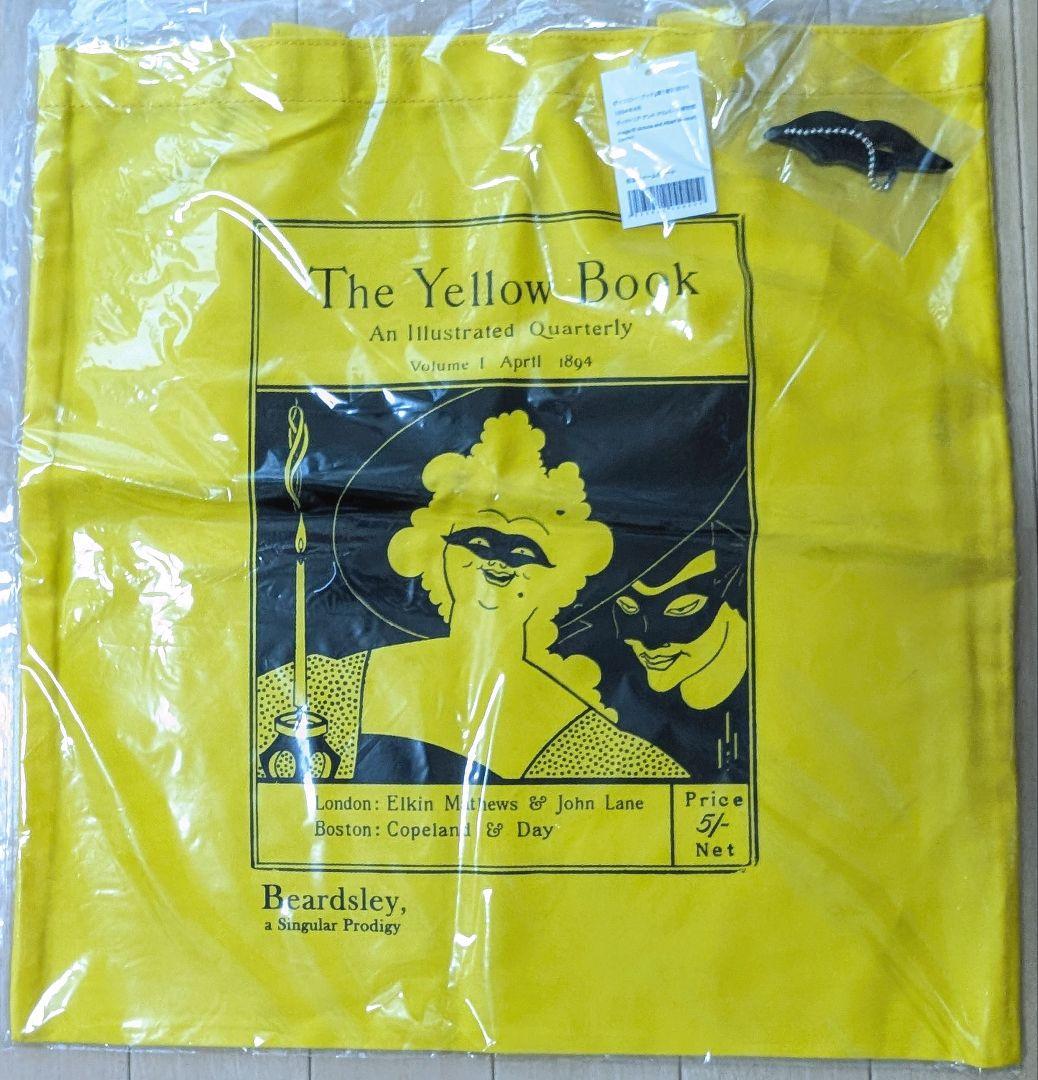 The Yellow Book
An Illustrated Quarterly
Volume I April 1894
London: Elkin Mathews & John Lane
Boston: Copeland & Day
Price
5/-
Net
Beardsley,
a Singular Prodigy